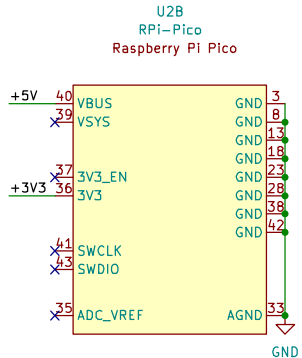 U2B
RPi-Pico
Raspberry Pi Pico
+5V 40 VBUS GND 3
39 VSYS GND 8
GND 13
GND 18
37 3V3_EN GND 23
+3V3 36 3V3 GND 28
GND 38
GND 42
41 SWCLK
43 SWDIO
35 ADC_VREF AGND 33
GND